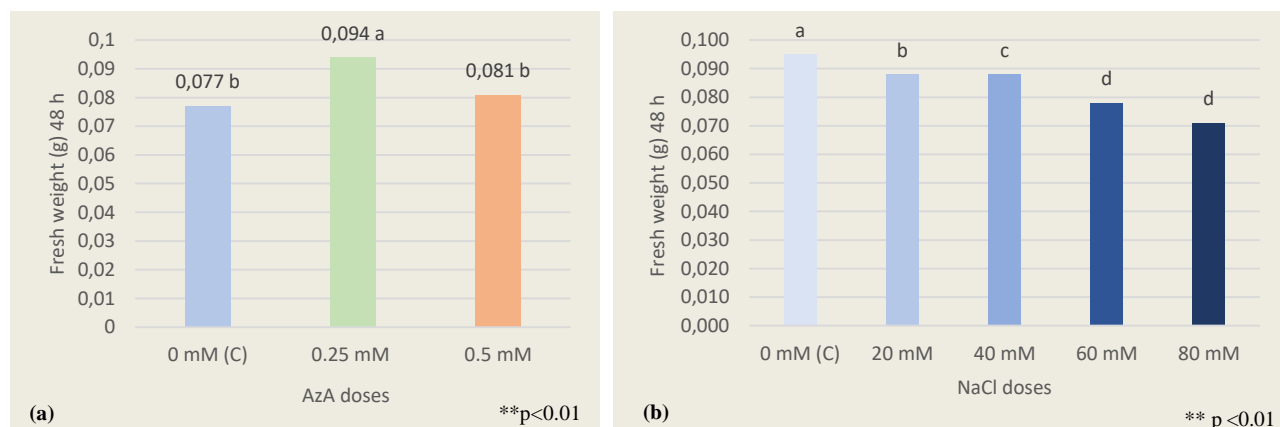 0,1
0,09
0,08
0,07
0,06
0,05
0,04
0,03
0,02
0,01
0
Fresh weight (g) 48 h
0,077 b
0,094 a
0,081 b
0 mM (C) 0.25 mM 0.5 mM
AzA doses
(a) **p<0.01
0,100
0,090
0,080
0,070
0,060
0,050
0,040
0,030
0,020
0,010
0,000
Fresh weight (g) 48 h
a
b
c
d
d
0 mM (C) 20 mM 40 mM 60 mM 80 mM
NaCl doses
(b) ** p<0.01